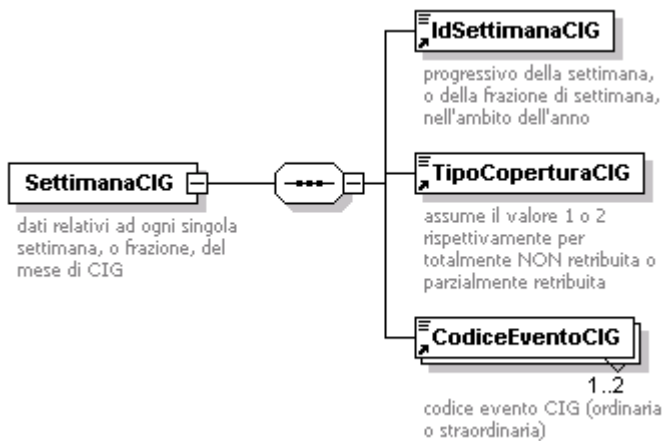 IdSettimanaCIG
progressivo della settimana,
o della frazione di settimana,
nell'ambito dell'anno
SettimanaCIG
dati relativi ad ogni singola
settimana, o frazione, del
mese di CIG
TipoCoperturaCIG
assume il valore 1 o 2
rispettivamente per
totalmente NON retribuita o
parzialmente retribuita
CodiceEventoCIG
1..2
codice evento CIG (ordinaria
o straordinaria)